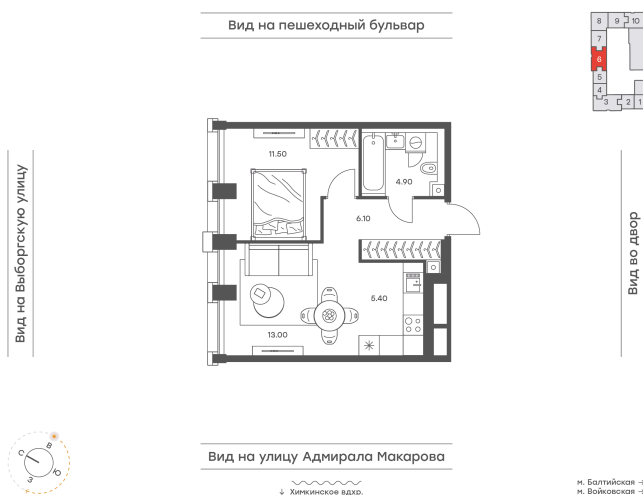 Вид на пешеходный бульвар
8 9 10
7
6
5
4
3 2 1
Вид на Выборгскую улицу
11.50
4.90
6.10
5.40
13.00
Вид во двор
С В Ю З
Вид на улицу Адмирала Макарова
↓ Химкинское вдхр.
м. Балтийская
м. Войковская